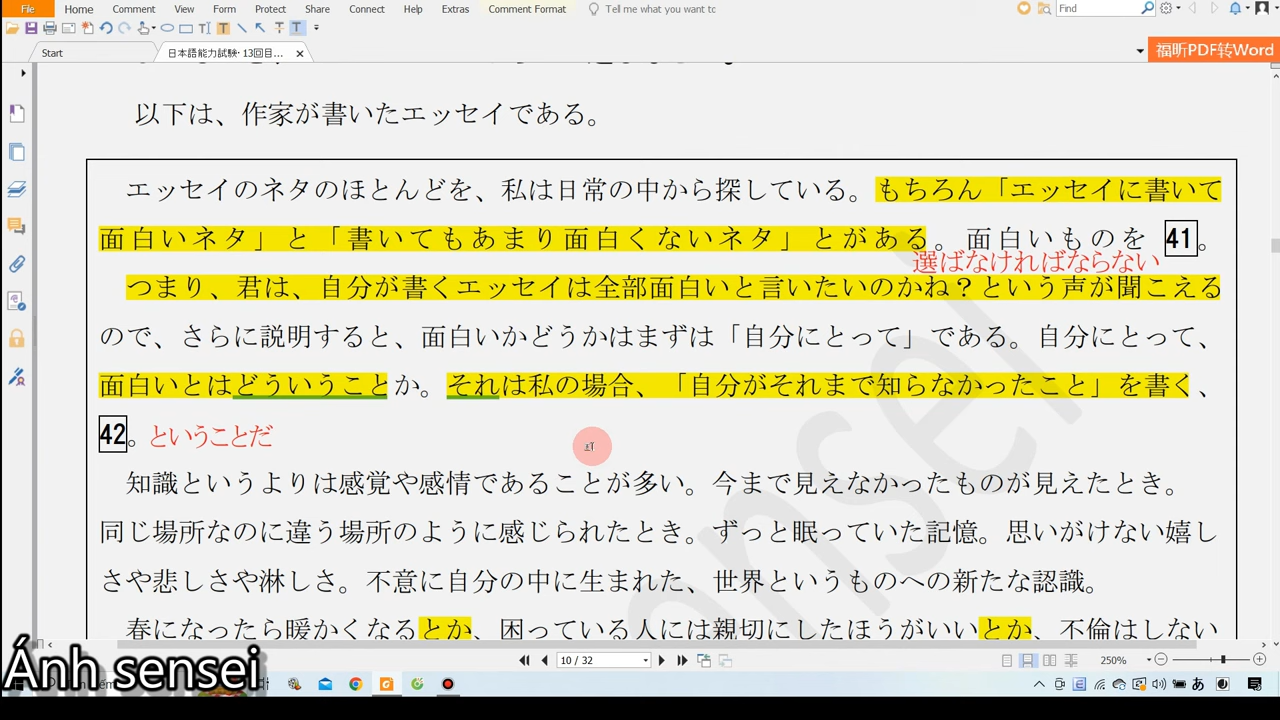 File Home Comment View Form Protect Share Connect Help Extras Comment Format Tell me what you want to Find
Start 日本語能力試験· 13回目... 福昕PDF转Word
以下は、作家が書いたエッセイである。
エッセイのネタのほとんどを、私は日常の中から探している。もちろん「エッセイに書いて
面白いネタ」と「書いてもあまり面白くないネタ」とがある。面白いものを 41。
選ばなければならない
つまり、君は、自分が書くエッセイは全部面白いと言いたいのかね？という声が聞こえる
ので、さらに説明すると、面白いかどうかはまずは「自分にとって」である。自分にとって、
面白いとはどういうことか。それは私の場合、「自分がそれまで知らなかったこと」を書く、
42。ということだ
知識というよりは感覚や感情であることが多い。今まで見えなかったものが見えたとき。
同じ場所なのに違う場所のように感じられたとき。ずっと眠っていた記憶。思いがけない嬉し
さや悲しさや淋しさ。不意に自分の中に生まれた、世界というものへの新たな認識。
春になったら暖かくなるとか、困っている人には親切にしたほうがいいとか、不倫はしない
10 / 32 250%
Ánh sensei
あ